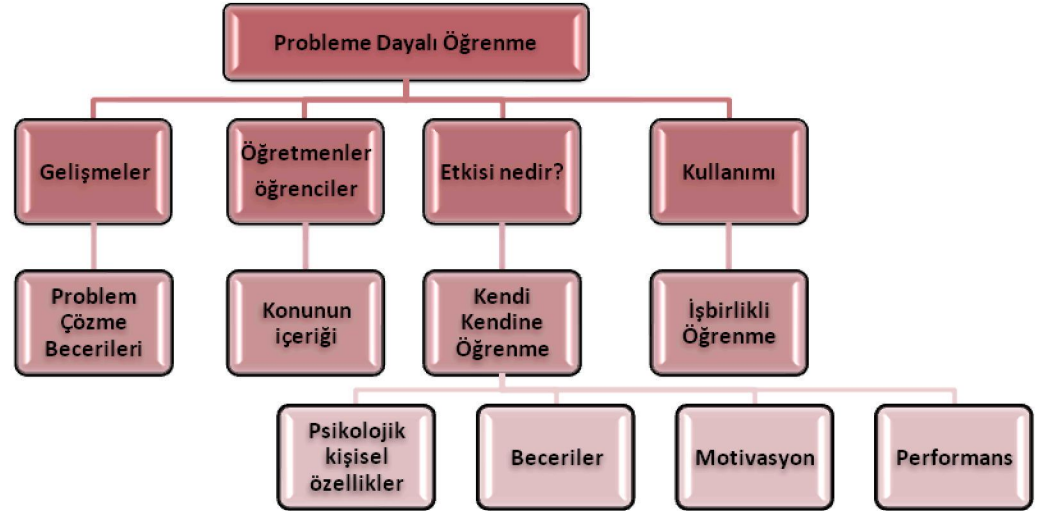 Probleme Dayalı Öğrenme
Gelişmeler
Öğretmenler
öğrenciler
Etkisi nedir?
Kullanımı
Problem
Çözme
Becerileri
Konunun
içeriği
Kendi
Kendine
Öğrenme
İşbirlikli
Öğrenme
Psikolojik
kişisel
özellikler
Beceriler
Motivasyon
Performans